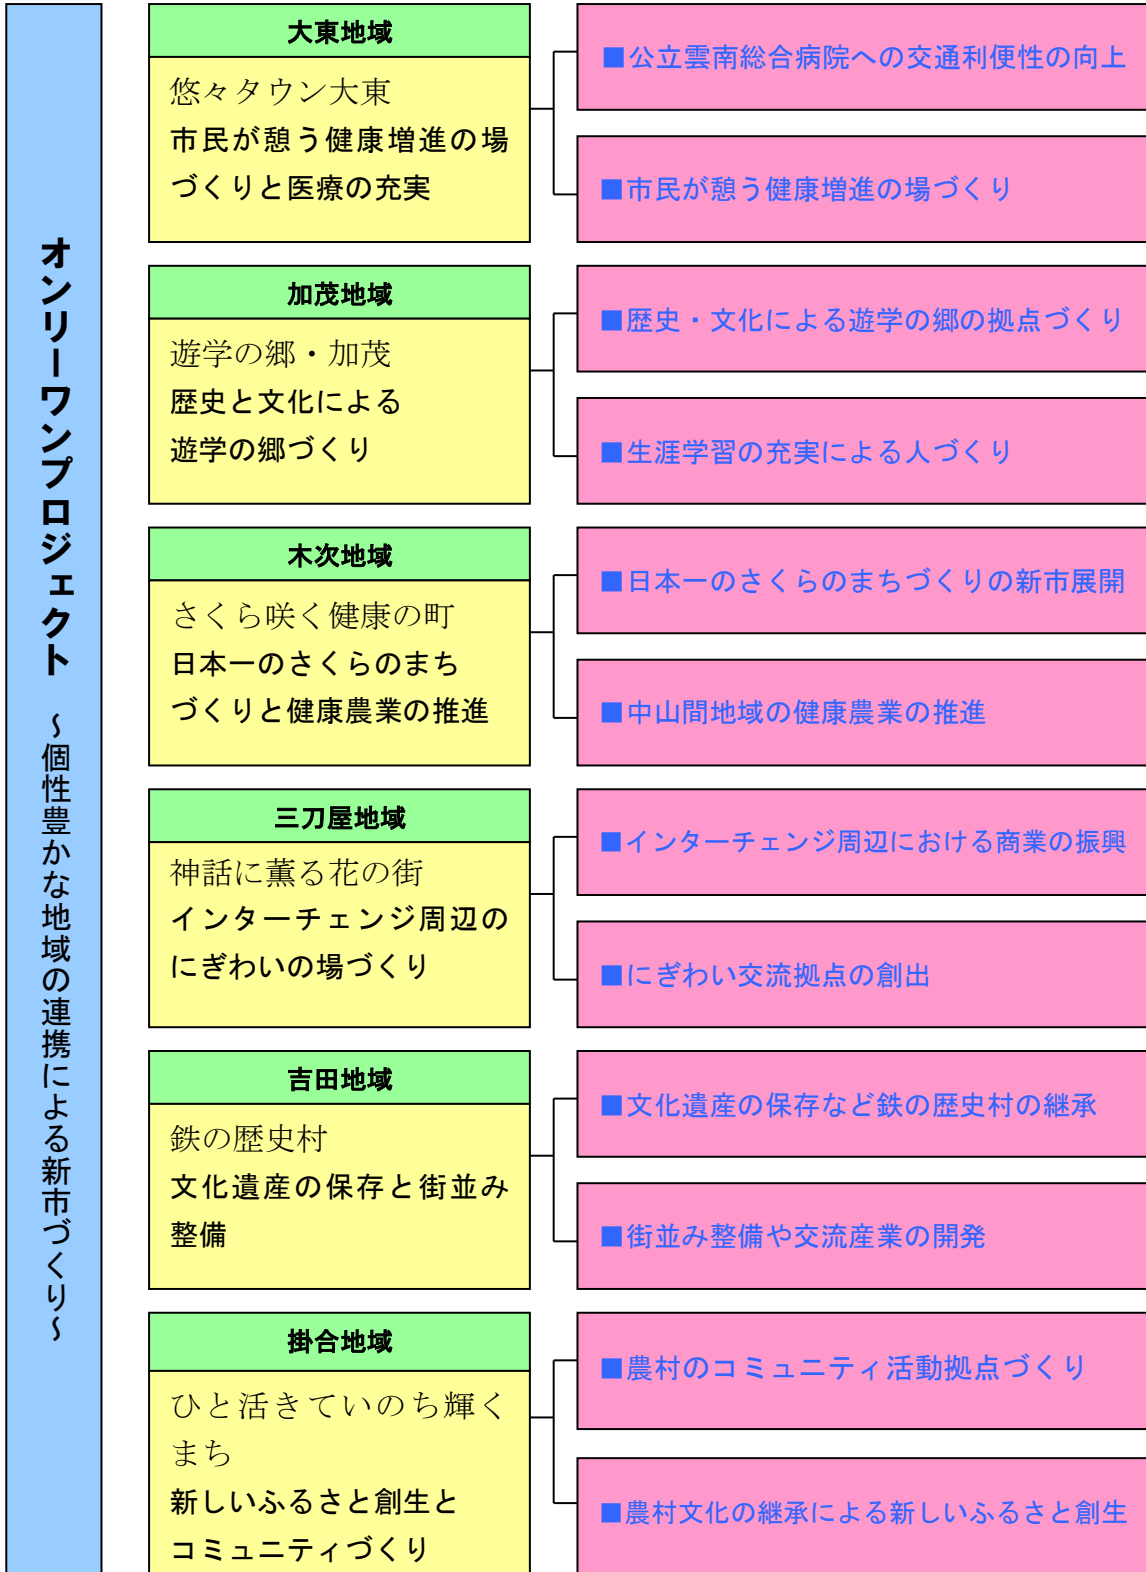 オンリーワンプロジェクト ～個性豊かな地域の連携による新市づくり～
大東地域
悠々タウン大東
市民が憩う健康増進の場
づくりと医療の充実
■公立雲南総合病院への交通利便性の向上
■市民が憩う健康増進の場づくり
加茂地域
遊学の郷・加茂
歴史と文化による
遊学の郷づくり
■歴史・文化による遊学の郷の拠点づくり
■生涯学習の充実による人づくり
木次地域
さくら咲く健康の町
日本一のさくらのまち
づくりと健康農業の推進
■日本一のさくらのまちづくりの新市展開
■中山間地域の健康農業の推進
三刀屋地域
神話に薫る花の街
インターチェンジ周辺の
にぎわいの場づくり
■インターチェンジ周辺における商業の振興
■にぎわい交流拠点の創出
吉田地域
鉄の歴史村
文化遺産の保存と街並み
整備
■文化遺産の保存など鉄の歴史村の継承
■街並み整備や交流産業の開発
掛合地域
ひと活きていのち輝く
まち
新しいふるさと創生と
コミュニティづくり
■農村のコミュニティ活動拠点づくり
■農村文化の継承による新しいふるさと創生